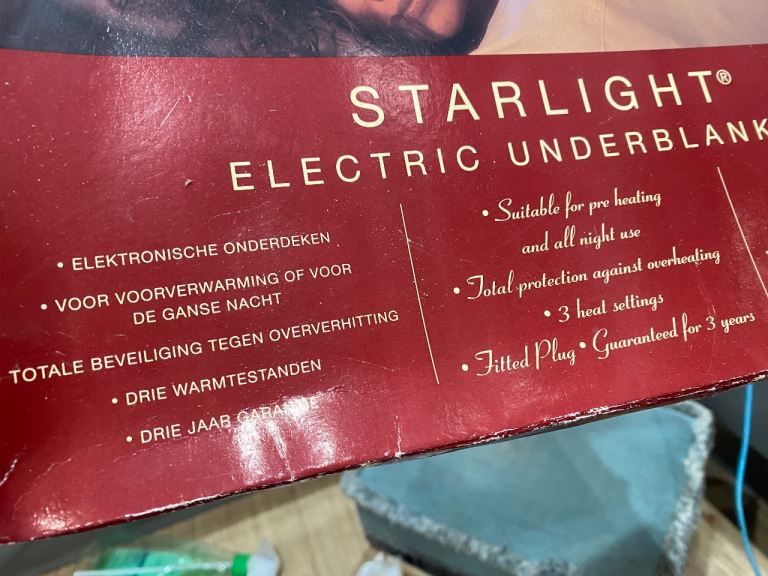 STARLIGHT®
ELECTRIC UNDERBLANK
• ELEKTRONISCHE ONDERDEKEN
• VOOR VOORVERWARMING OF VOOR
DE GANSE NACHT
TOTALE BEVEILIGING TEGEN OVERVERHITTING
• DRIE WARMTESTANDEN
• DRIE JAAR GARANTIE
• Suitable for pre heating
and all night use
• Total protection against overheating
• 3 heat settings
• Fitted Plug • Guaranteed for 3 years